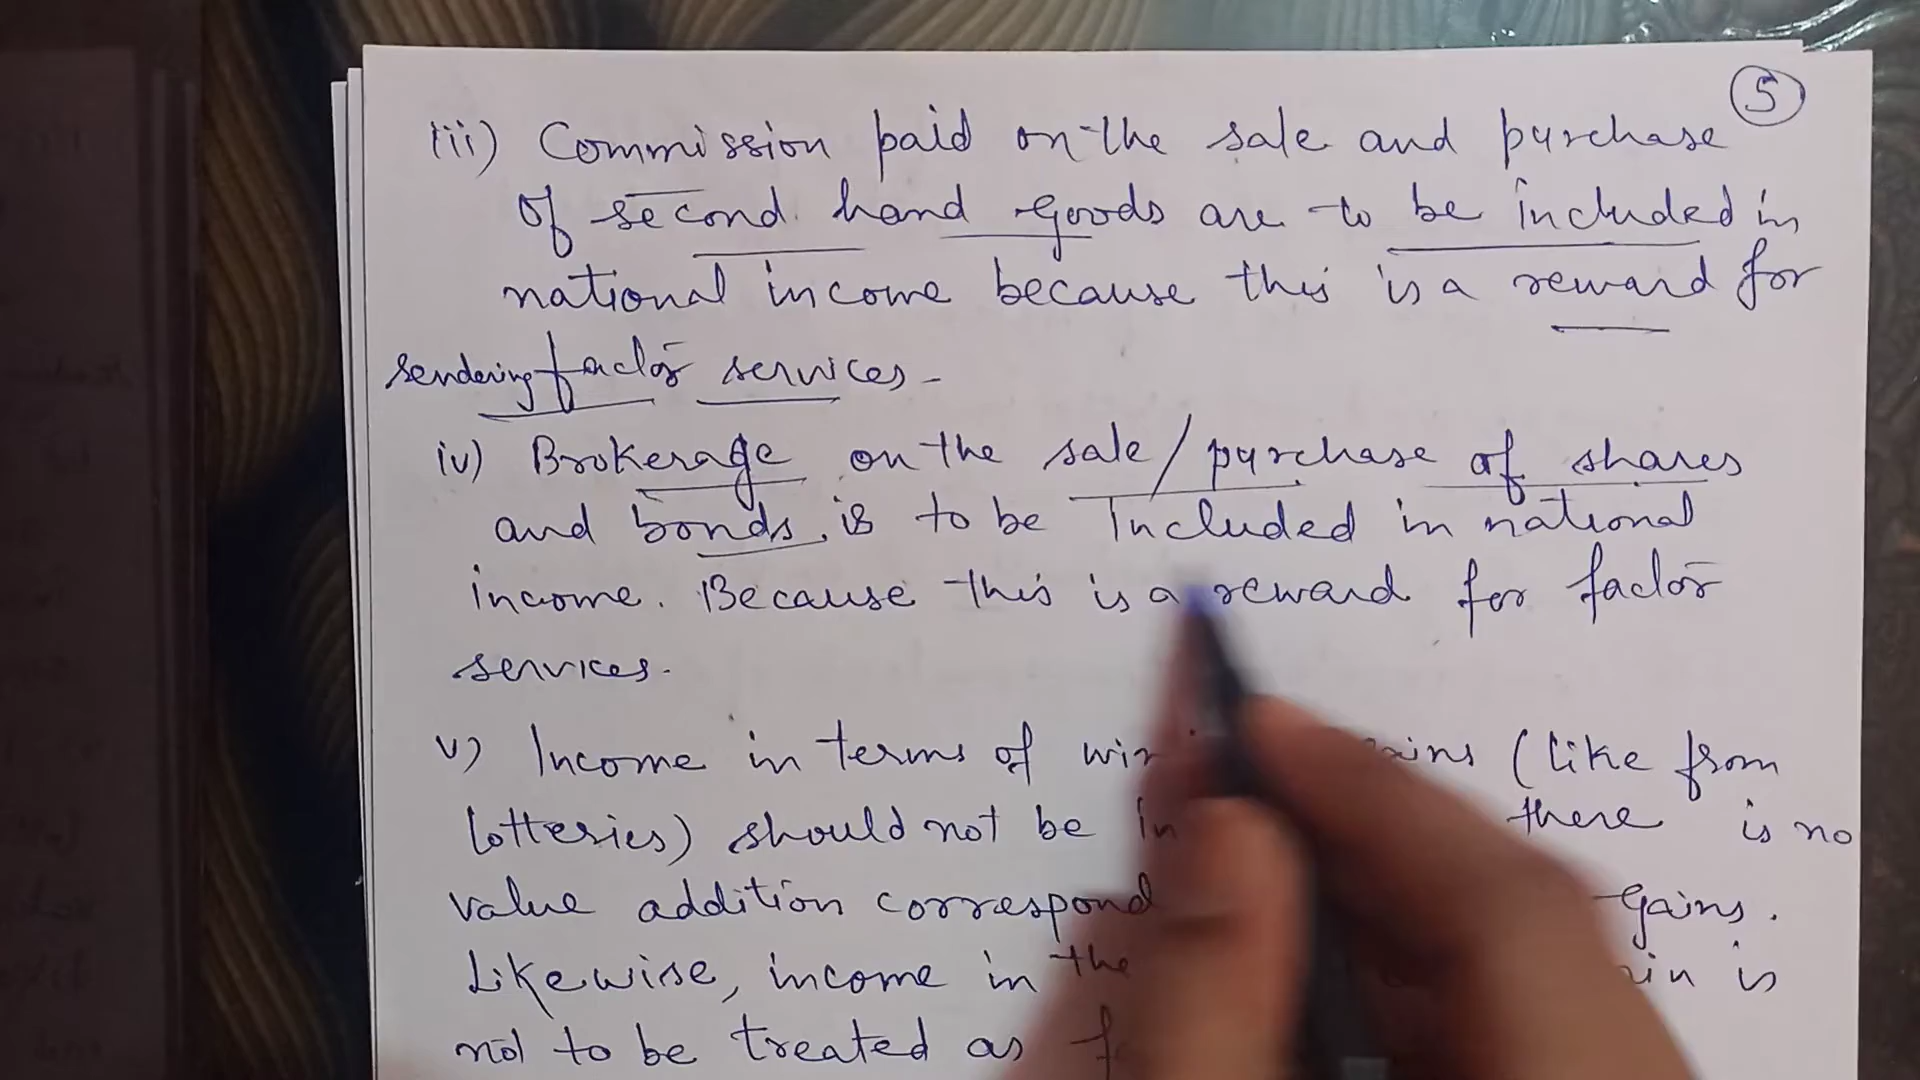 5
iii) Commission paid on the sale and purchase
of second hand goods are to be included in
national income because this is a reward for
rendering factor services.
iv) Brokerage on the sale/purchase of shares
and bonds is to be Included in national
income. Because this is a reward for factor
services.
v) Income in terms of (like from
lotteries) should not be there is no
value addition gains.
Likewise, income in the is
not to be treated as